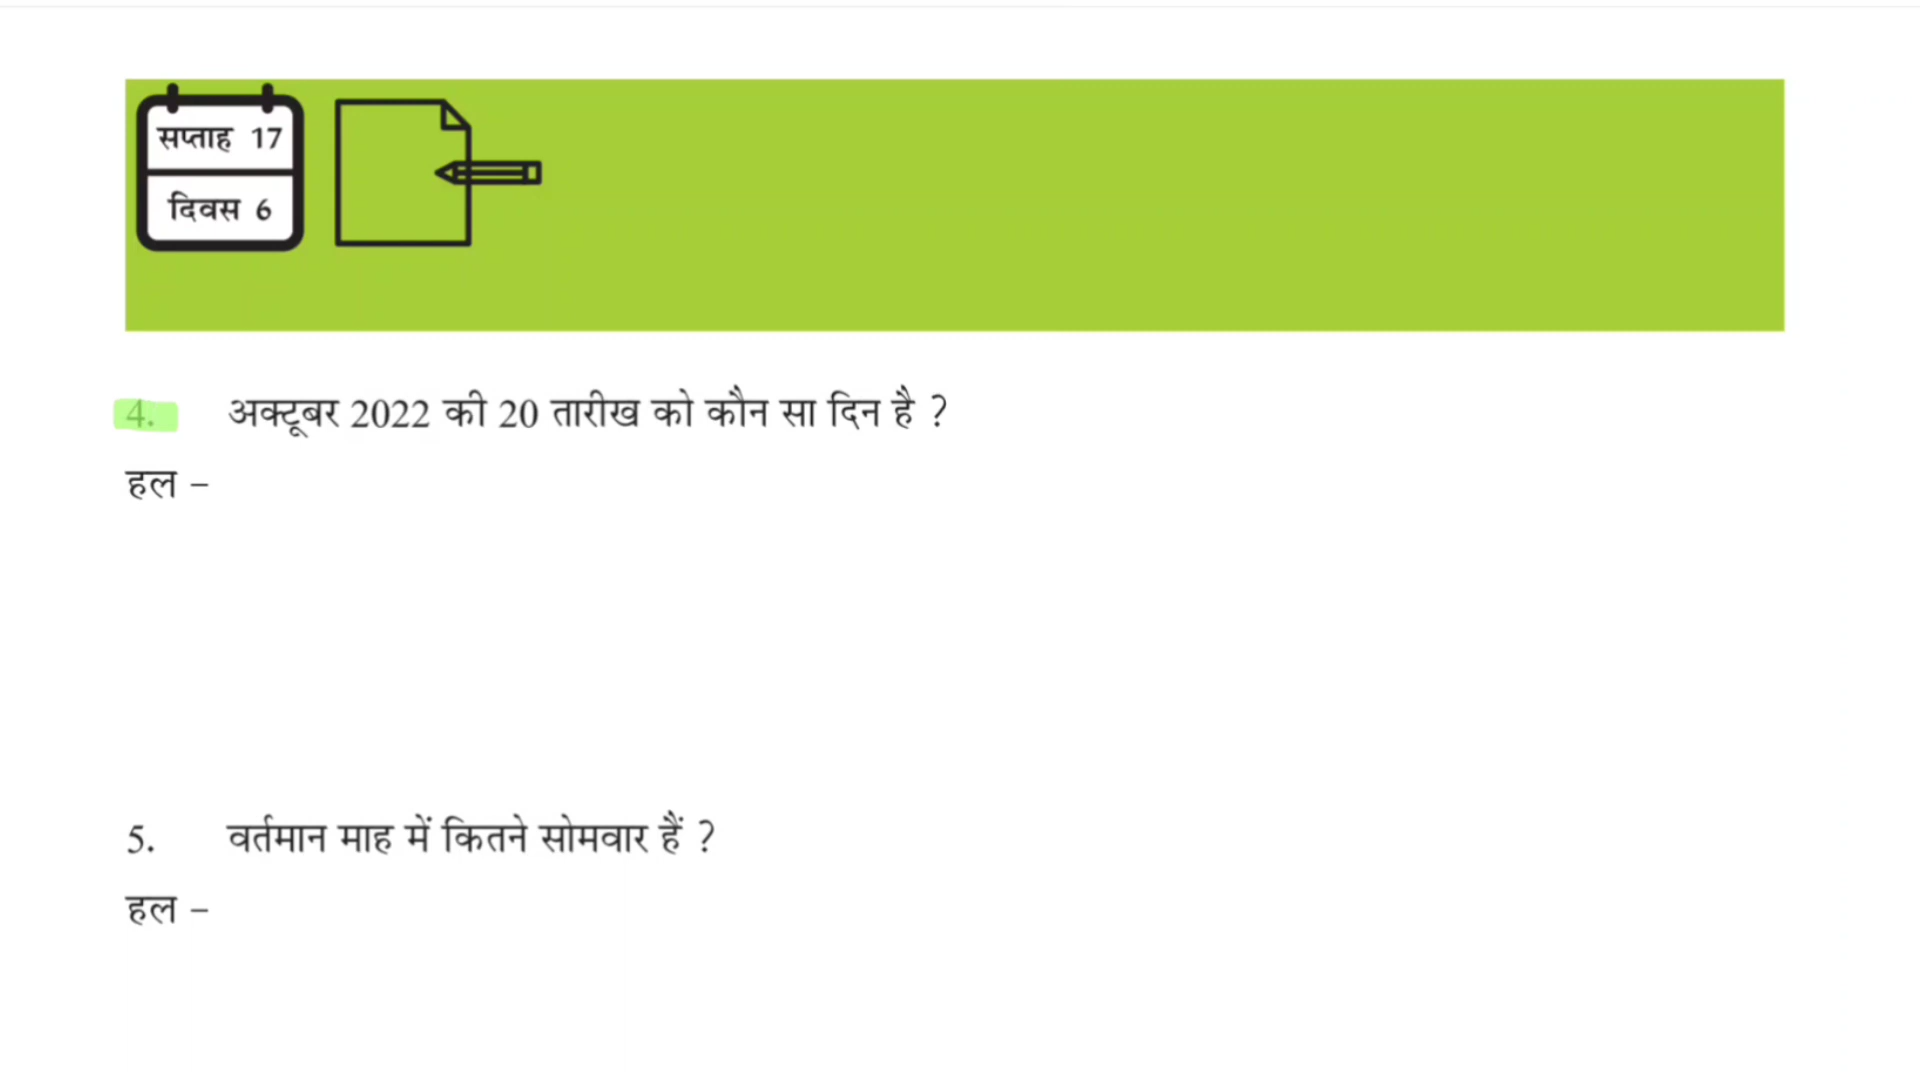 सप्ताह 17
दिवस 6
4. अक्टूबर 2022 की 20 तारीख को कौन सा दिन है ?
हल –
5. वर्तमान माह में कितने सोमवार हैं ?
हल –